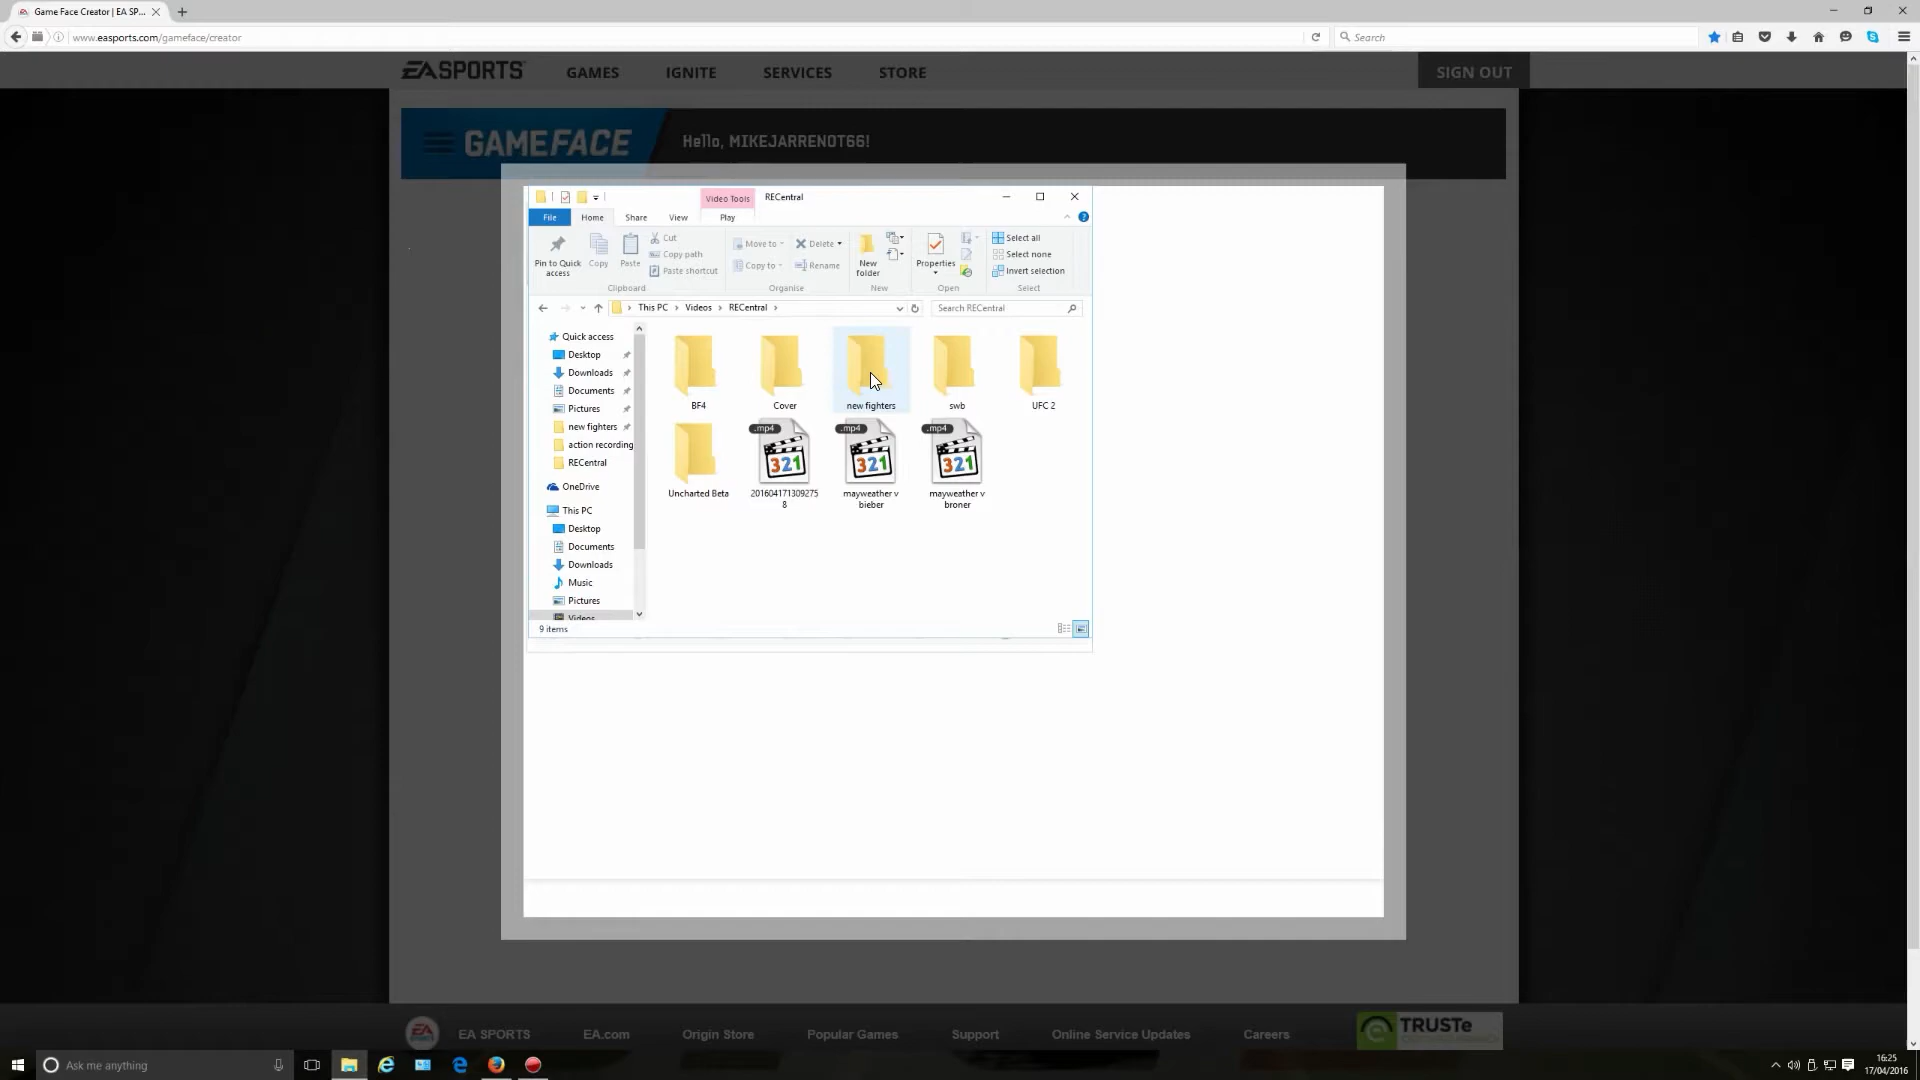 Game Face Creator | EA SP...
www.easports.com/gameface/creator
Search
EA SPORTS
GAMES
IGNITE
SERVICES
STORE
SIGN OUT
GAMEFACE
Hello, MIKEJARRENOT66!
Video Tools
RECentral
File
Home
Share
View
Play
Pin to Quick access
Copy
Paste
Cut
Copy path
Paste shortcut
Clipboard
Move to
Copy to
Delete
Rename
Organise
New folder
New
Properties
Open
Select all
Select none
Invert selection
Select
This PC
Videos
RECentral
Search RECentral
Quick access
Desktop
Downloads
Documents
Pictures
new fighters
action recording
RECentral
OneDrive
This PC
Desktop
Documents
Downloads
Music
Pictures
Videos
BF4
Cover
new fighters
swb
UFC 2
.mp4
321
.mp4
321
.mp4
321
Uncharted Beta
201604171309275
8
mayweather v
bieber
mayweather v
broner
9 items
EA SPORTS
EA.com
Origin Store
Popular Games
Support
Online Service Updates
Careers
TRUSTe
Ask me anything
16:25
17/04/2016